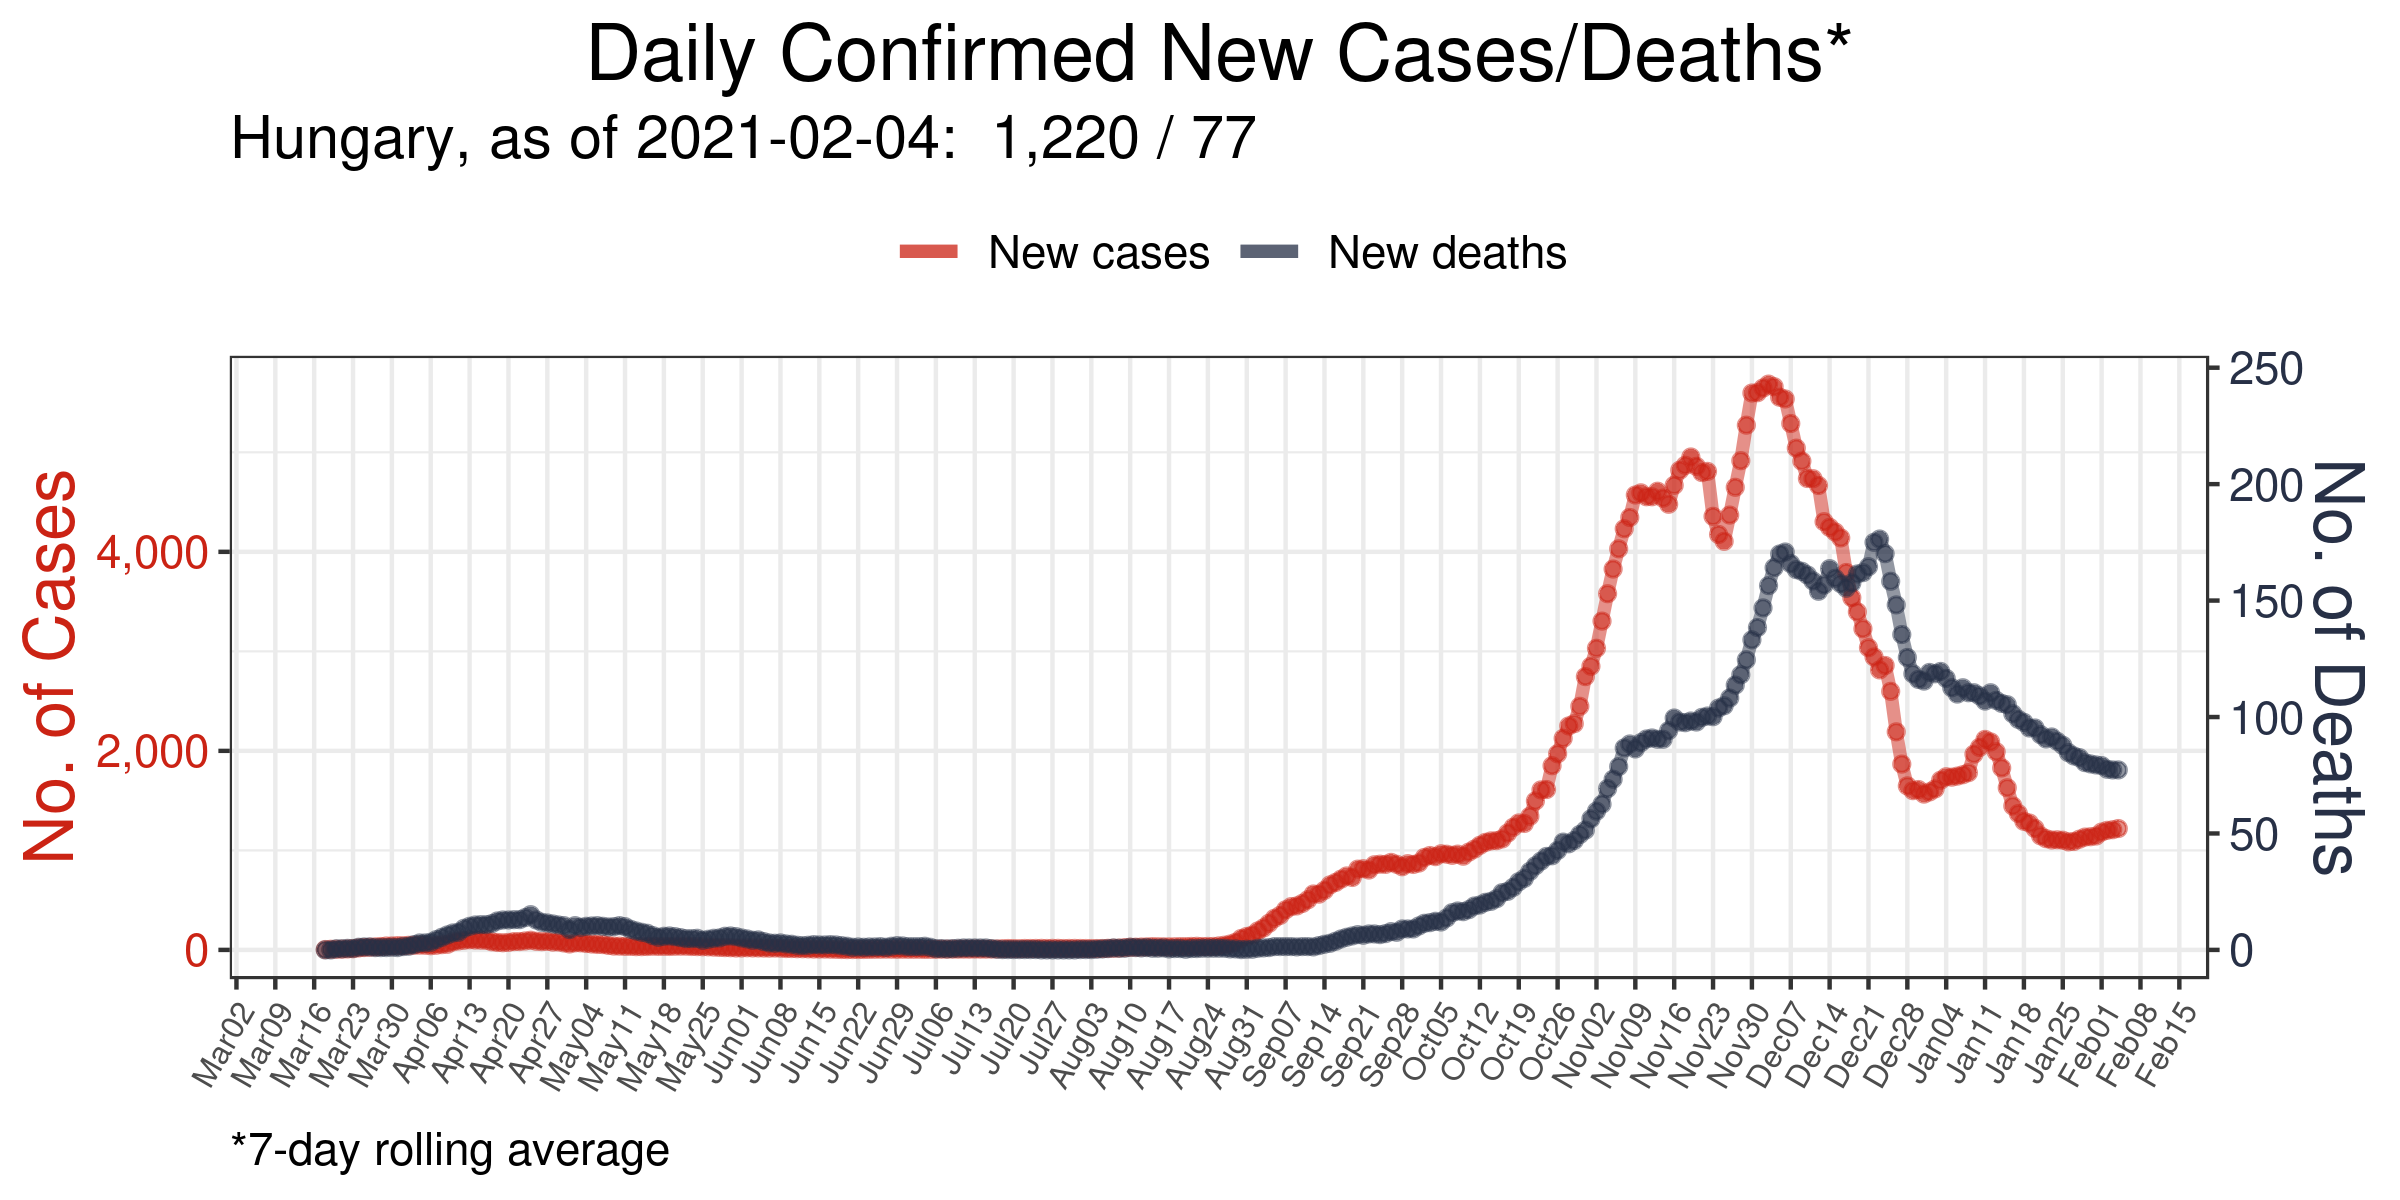 Daily Confirmed New Cases/Deaths*
Hungary, as of 2021-02-04:  1,220 / 77
New cases
New deaths
No. of Cases
4,000
2,000
0
250
200
150
100
50
0
No. of Deaths
Mar02
Mar09
Mar16
Mar23
Mar30
Apr06
Apr13
Apr20
Apr27
May04
May11
May18
May25
Jun01
Jun08
Jun15
Jun22
Jun29
Jul06
Jul13
Jul20
Jul27
Aug03
Aug10
Aug17
Aug24
Aug31
Sep07
Sep14
Sep21
Sep28
Oct05
Oct12
Oct19
Oct26
Nov02
Nov09
Nov16
Nov23
Nov30
Dec07
Dec14
Dec21
Dec28
Jan04
Jan11
Jan18
Jan25
Feb01
Feb08
Feb15
*7-day rolling average